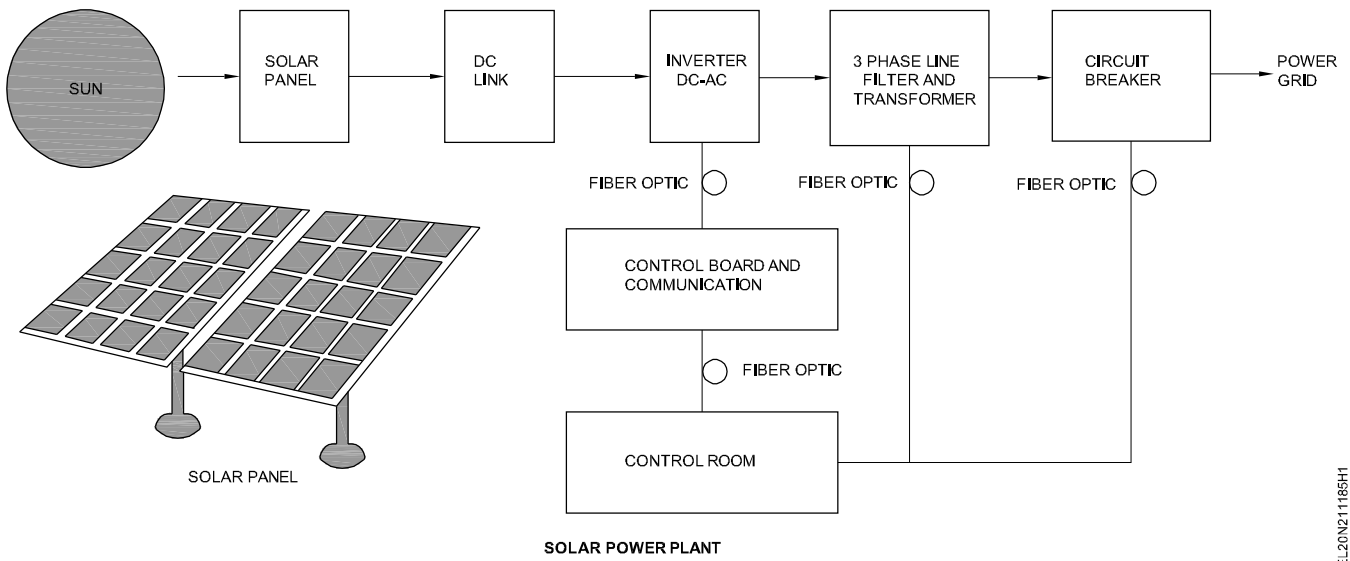 SUN
SOLAR
PANEL
DC
LINK
INVERTER
DC-AC
3 PHASE LINE
FILTER AND
TRANSFORMER
CIRCUIT
BREAKER
POWER
GRID
FIBER OPTIC
FIBER OPTIC
FIBER OPTIC
CONTROL BOARD AND
COMMUNICATION
FIBER OPTIC
CONTROL ROOM
SOLAR PANEL
SOLAR POWER PLANT